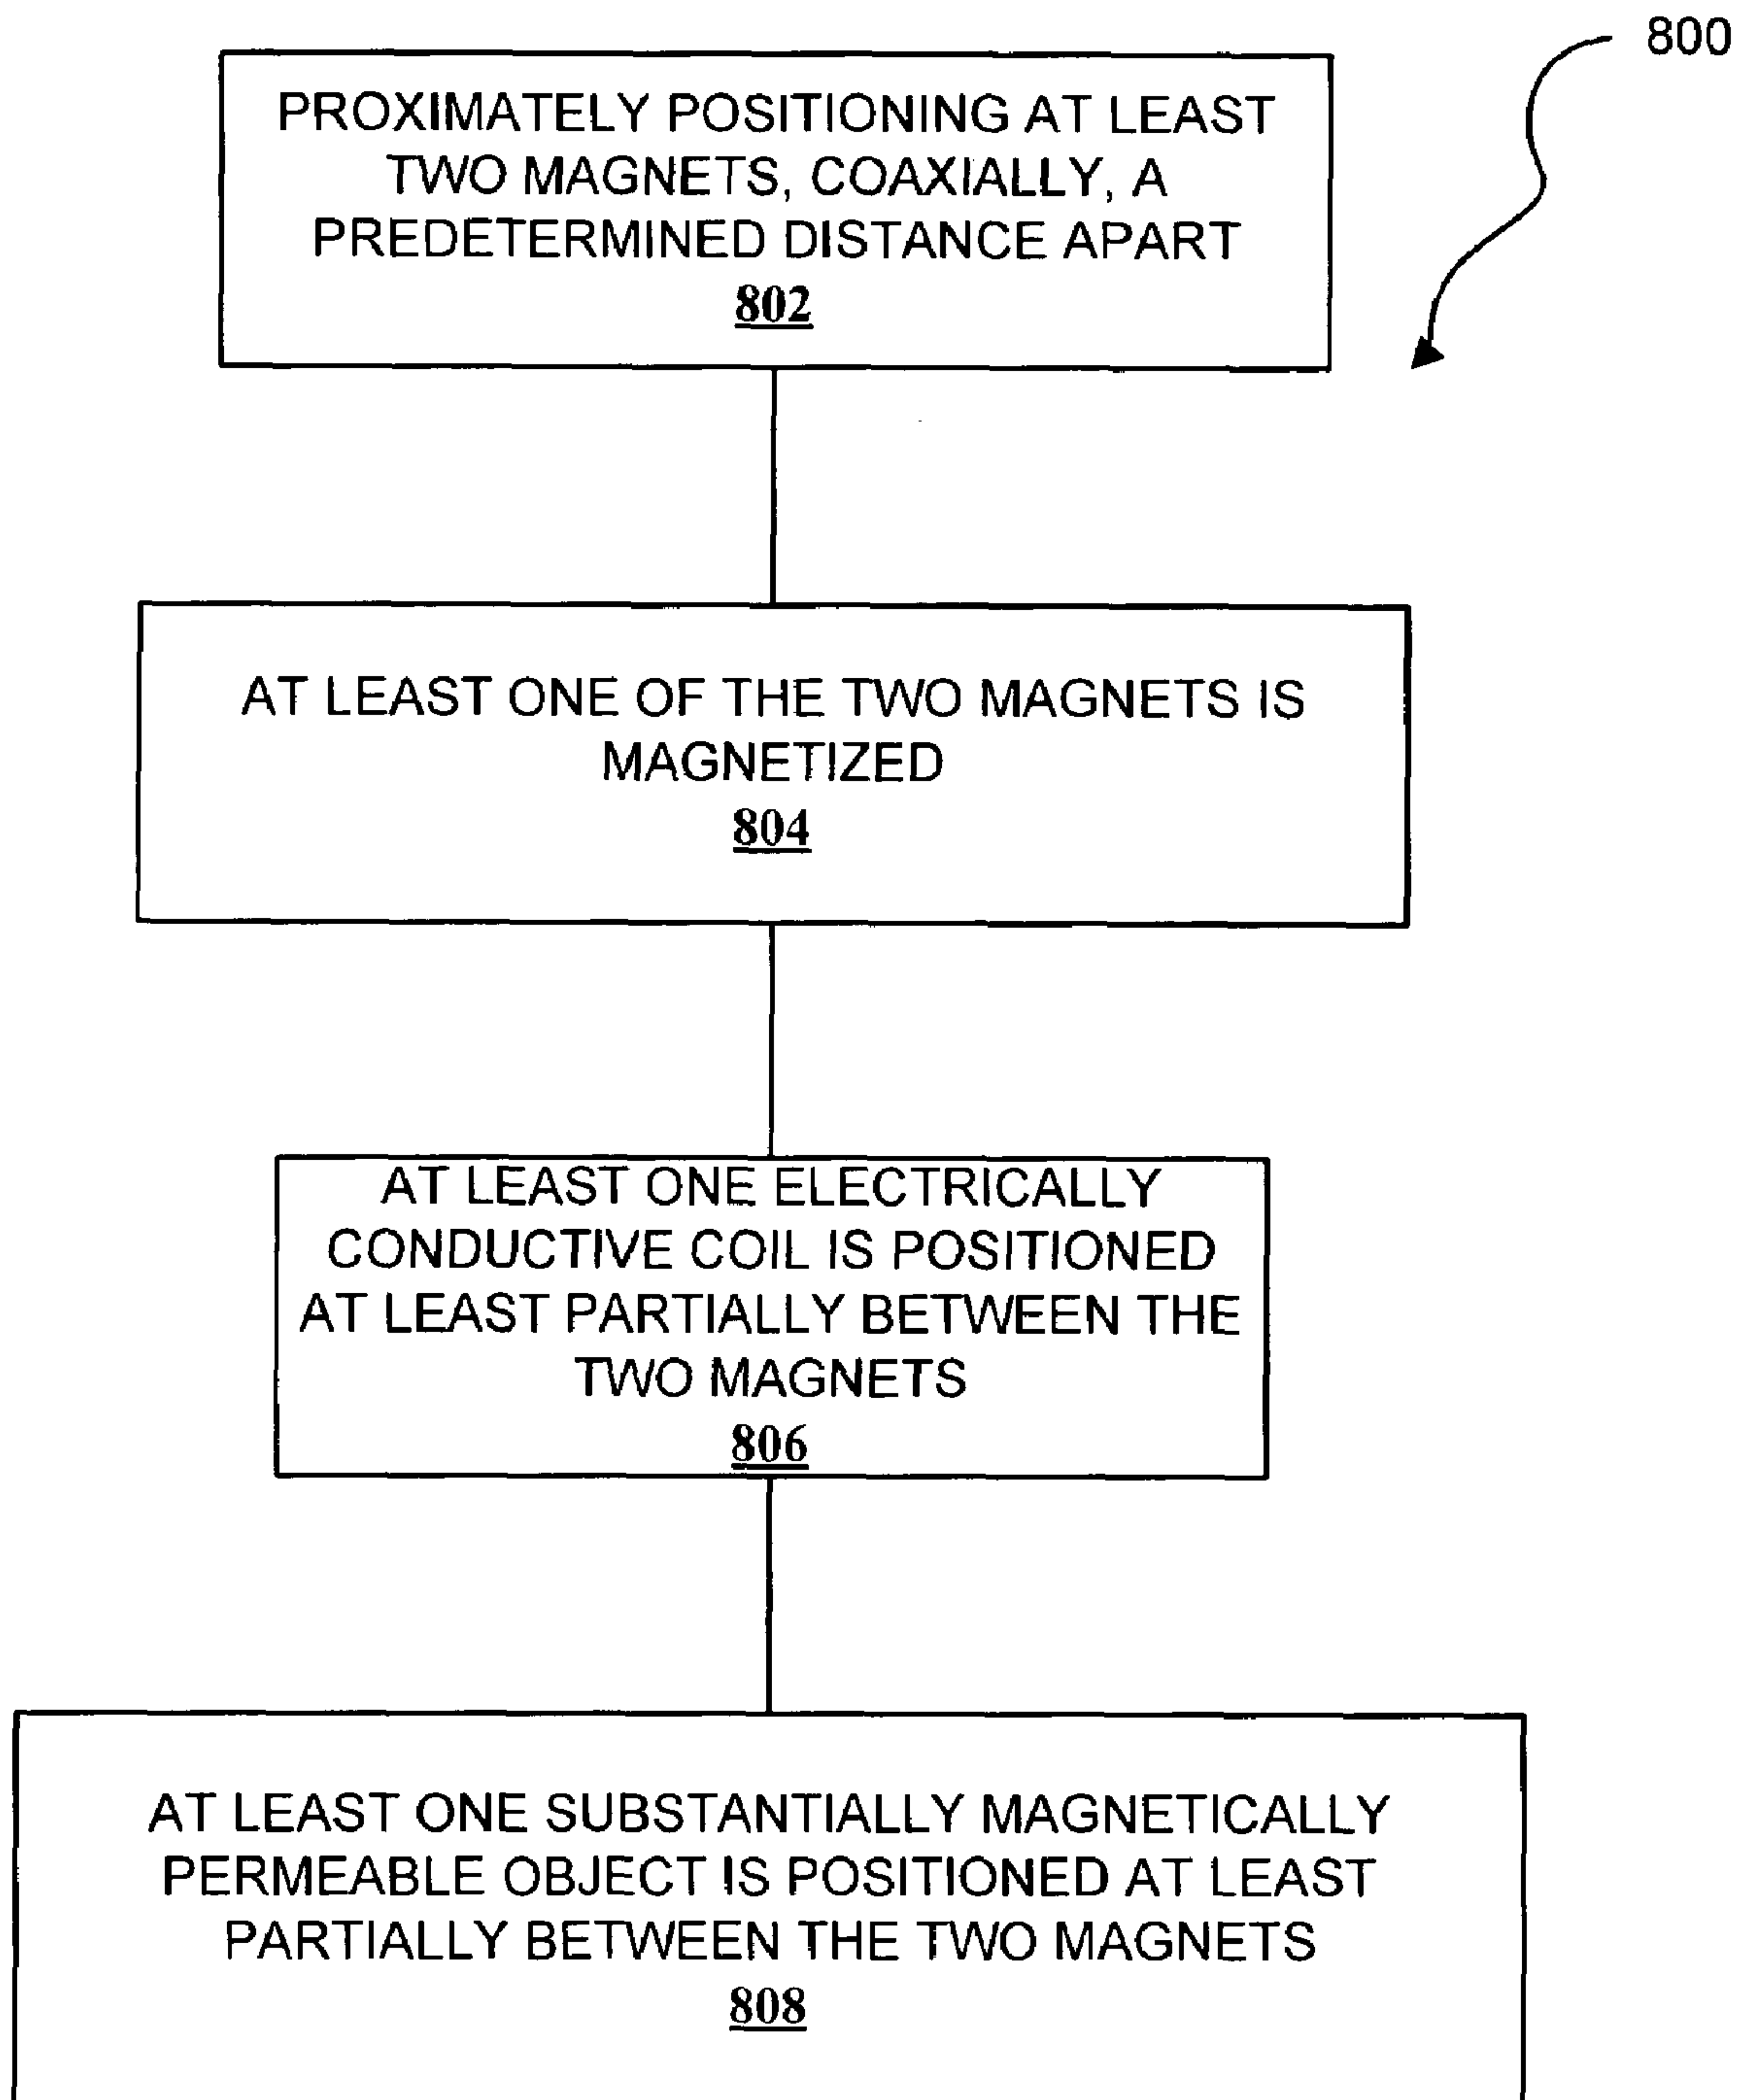 800
PROXIMATELY POSITIONING AT LEAST
TWO MAGNETS, COAXIALLY, A
PREDETERMINED DISTANCE APART
802
AT LEAST ONE OF THE TWO MAGNETS IS
MAGNETIZED
804
AT LEAST ONE ELECTRICALLY
CONDUCTIVE COIL IS POSITIONED
AT LEAST PARTIALLY BETWEEN THE
TWO MAGNETS
806
AT LEAST ONE SUBSTANTIALLY MAGNETICALLY
PERMEABLE OBJECT IS POSITIONED AT LEAST
PARTIALLY BETWEEN THE TWO MAGNETS
808